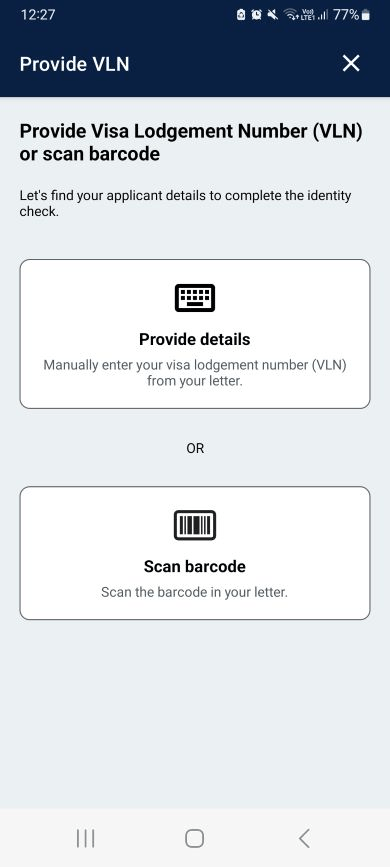 12:27
Vo) LTE1 77%
Provide VLN
Provide Visa Lodgement Number (VLN)
or scan barcode
Let's find your applicant details to complete the identity
check.
Provide details
Manually enter your visa lodgement number (VLN)
from your letter.
OR
Scan barcode
Scan the barcode in your letter.